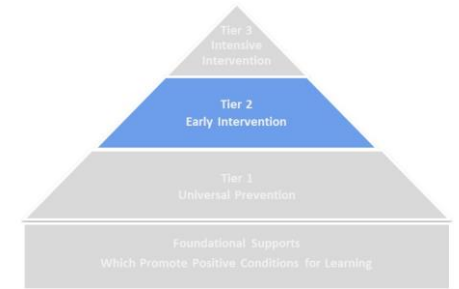 Tier 3
Intensive
Intervention
Tier 2
Early Intervention
Tier 1
Universal Prevention
Foundational Supports
Which Promote Positive Conditions for Learning